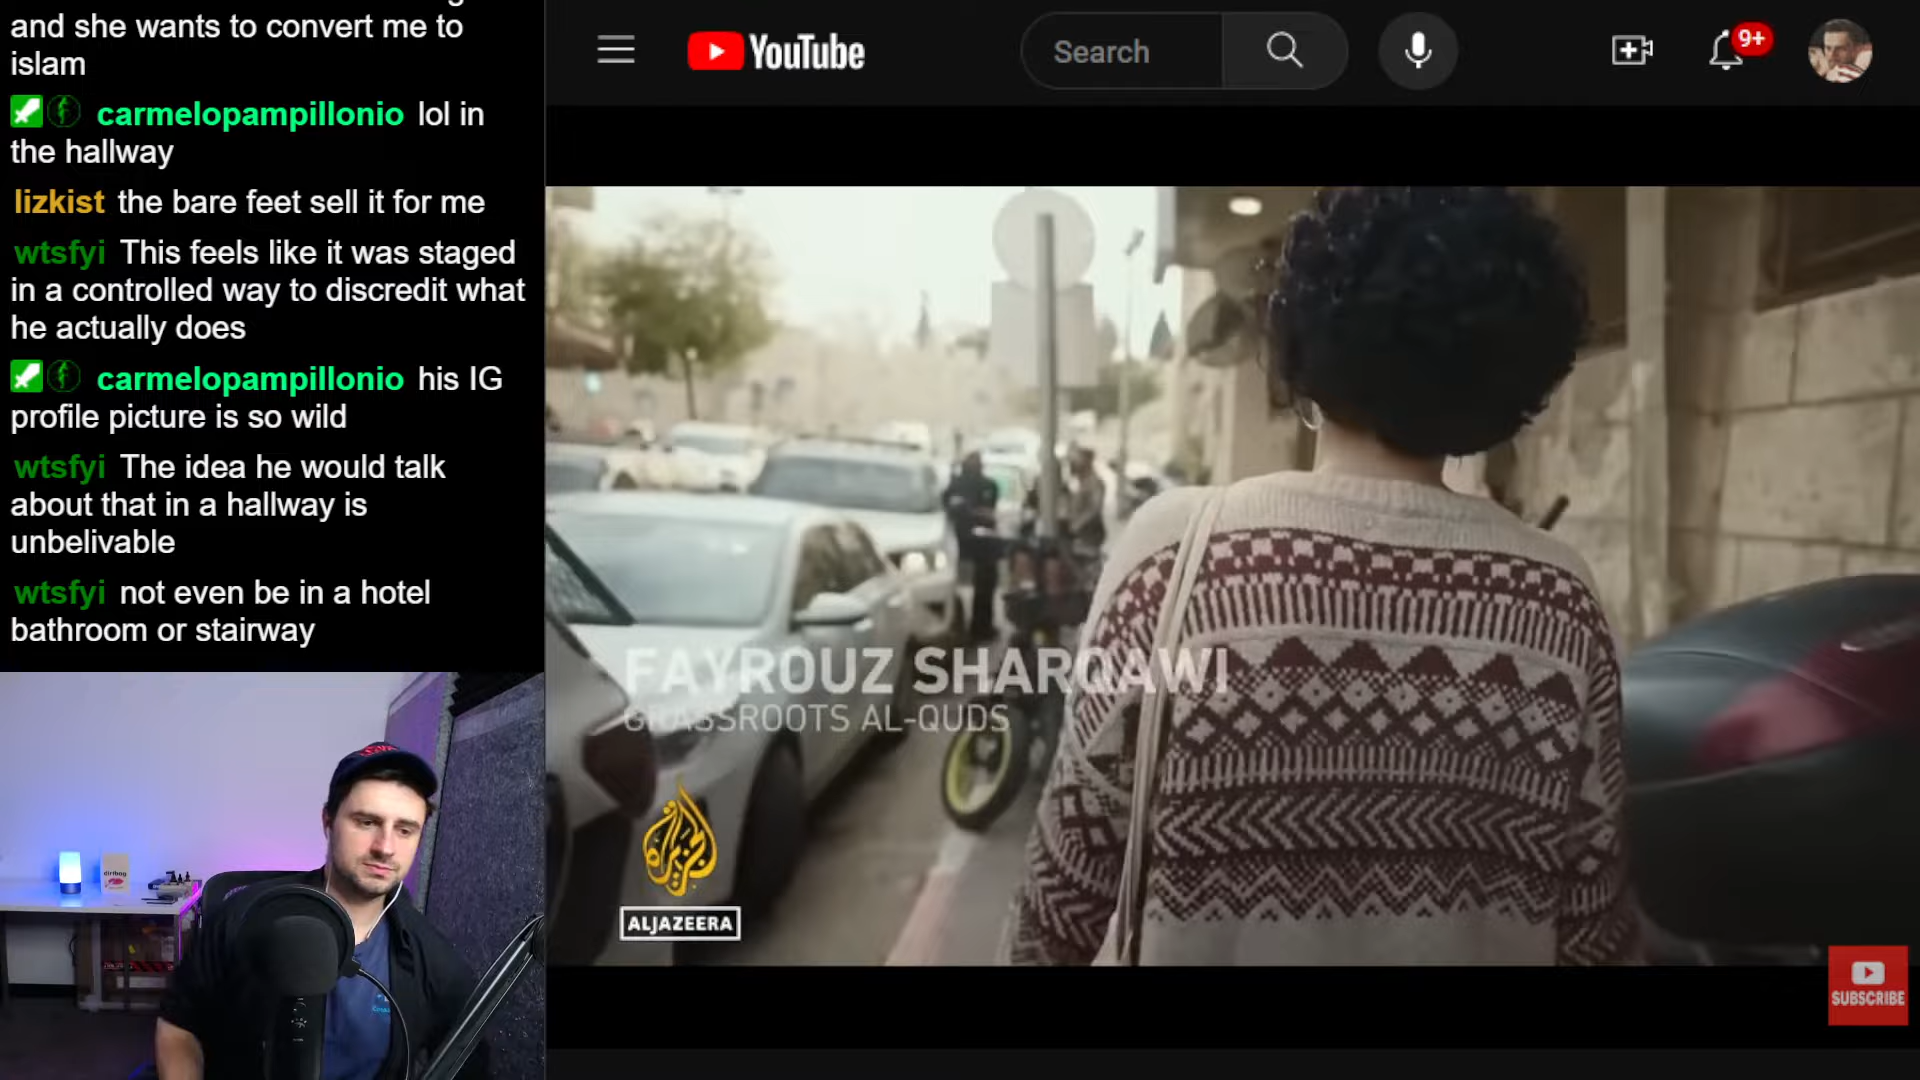 and she wants to convert me to
islam
carmelopampillonio lol in
the hallway
lizkist the bare feet sell it for me
wtsfyi This feels like it was staged
in a controlled way to discredit what
he actually does
carmelopampillonio his IG
profile picture is so wild
wtsfyi The idea he would talk
about that in a hallway is
unbelivable
wtsfyi not even be in a hotel
bathroom or stairway
YouTube
Search
9+
FAYROUZ SHARQAWI
GRASSROOTS AL-QUDS
الجزيرة
ALJAZEERA
SUBSCRIBE